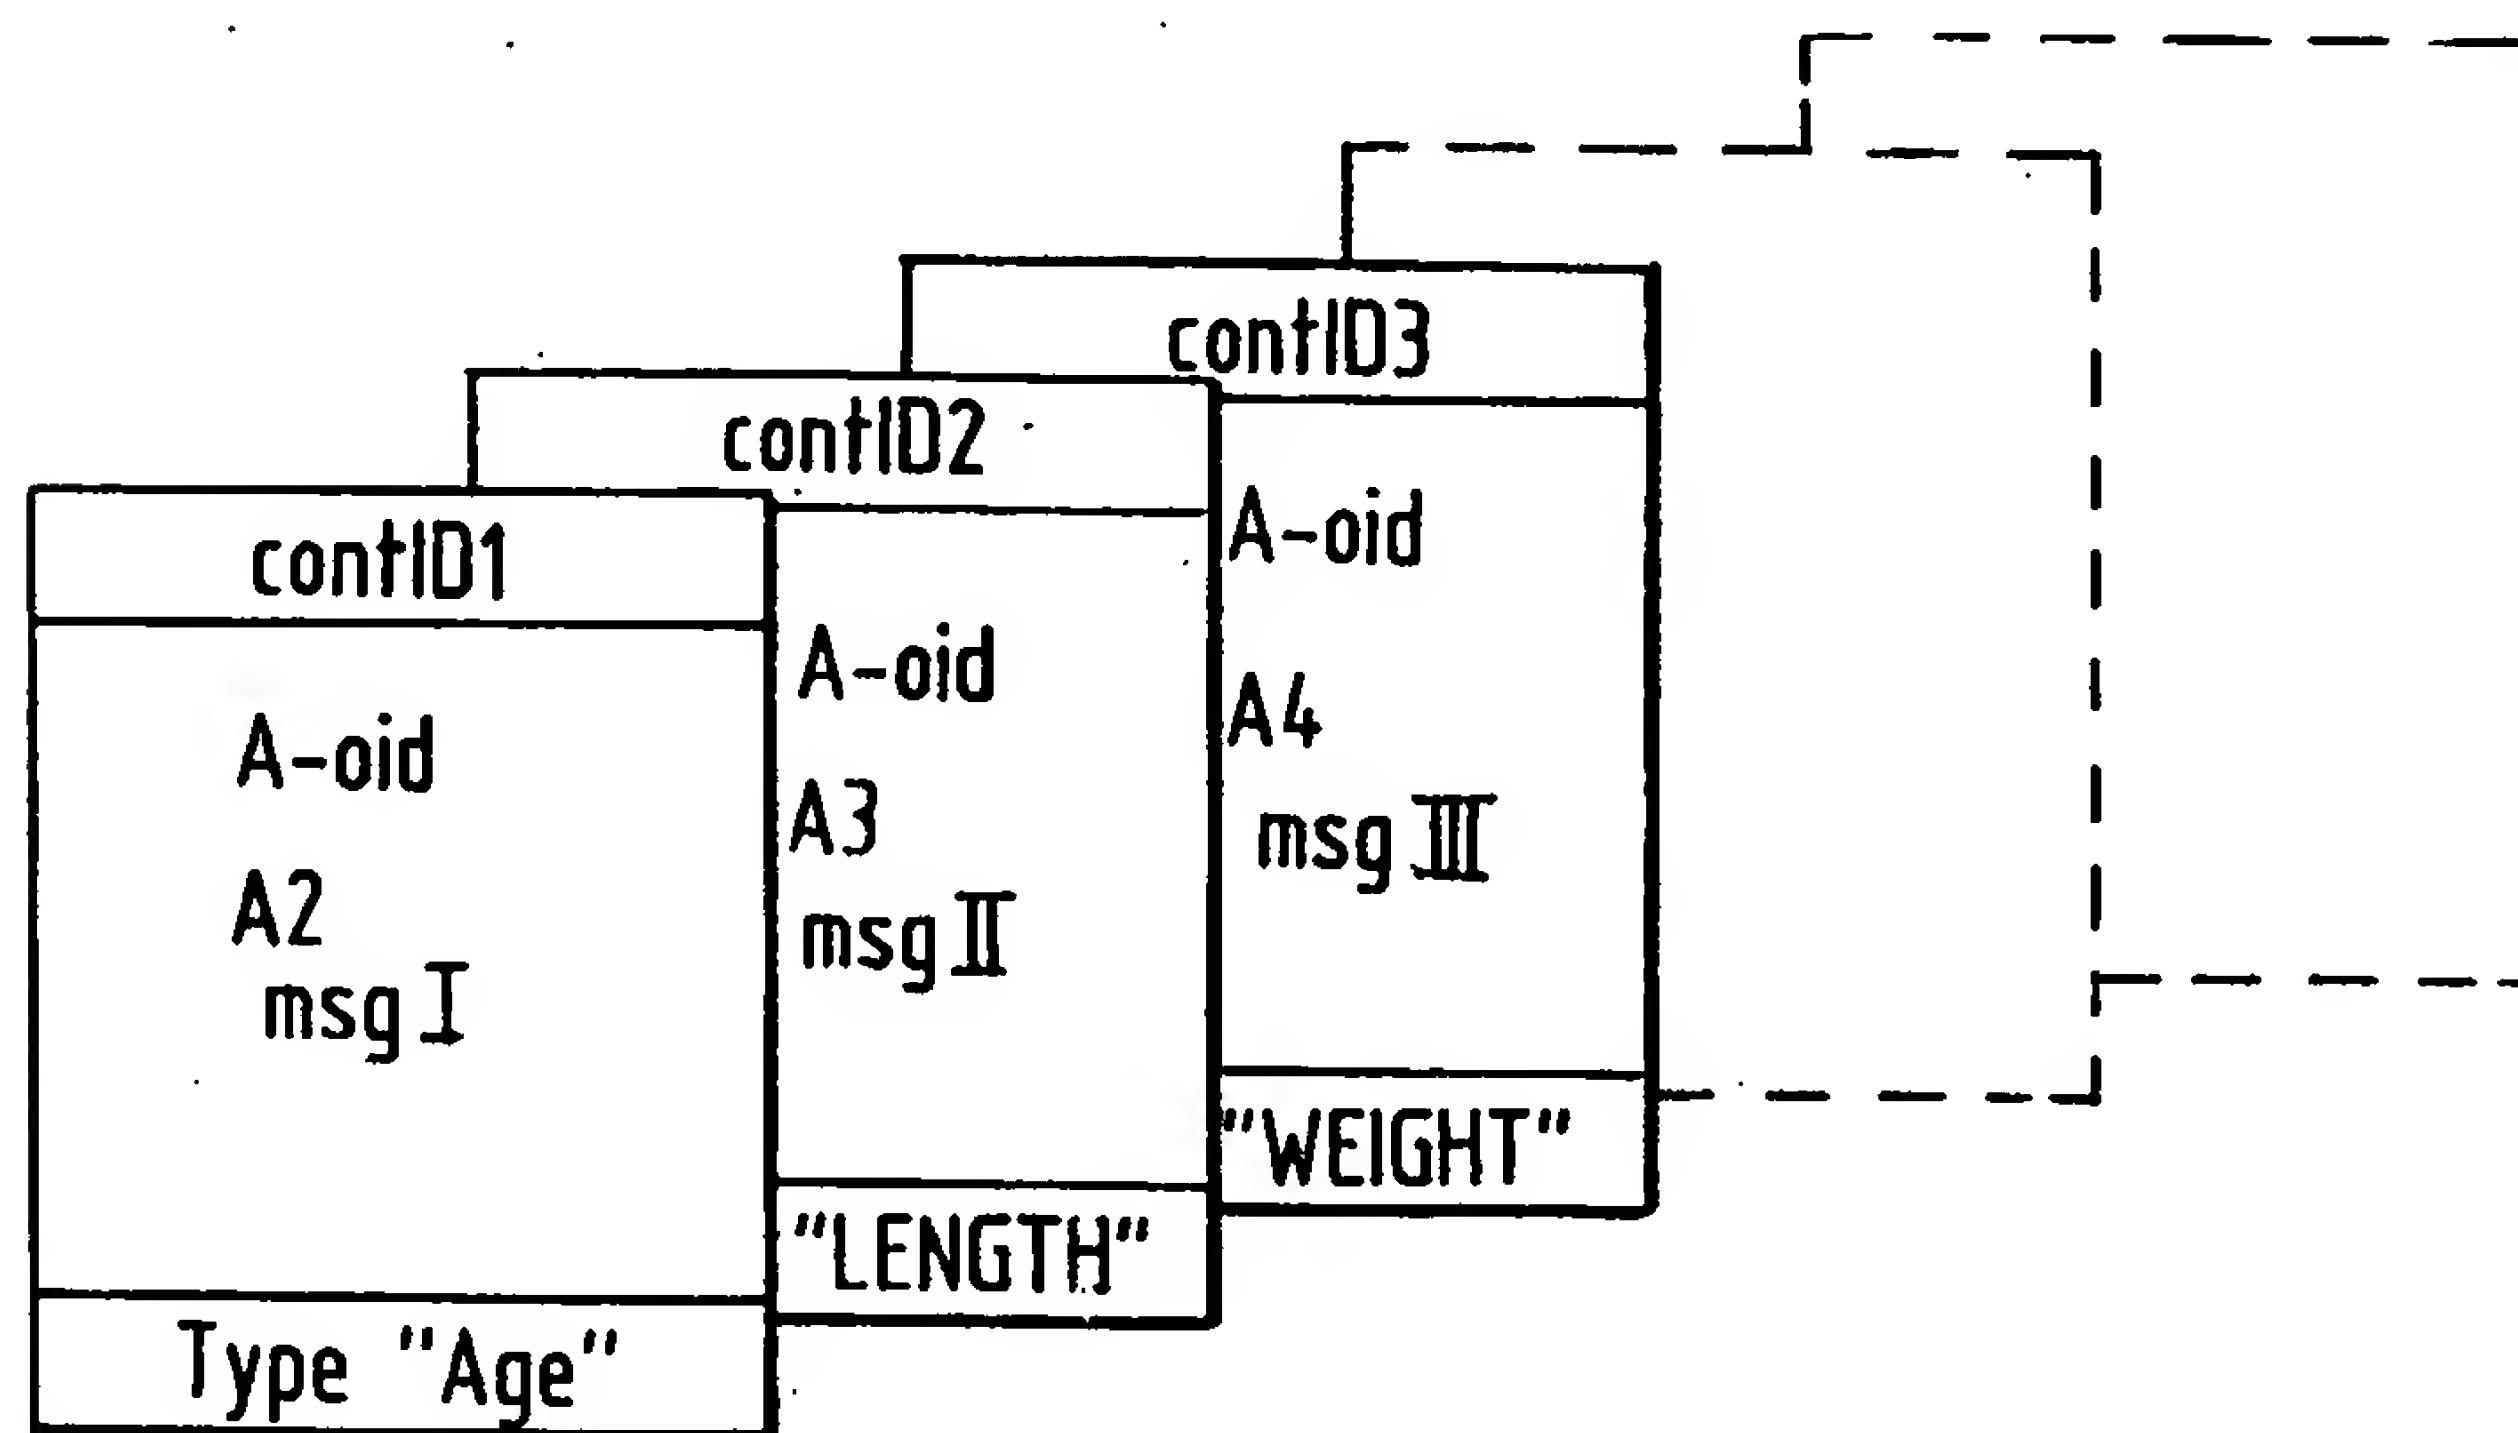 contID1
A-oid
A2
msg I
Type "Age"
contID2
A-oid
A3
msg II
"LENGTH"
contID3
A-oid
A4
msg III
"WEIGHT"